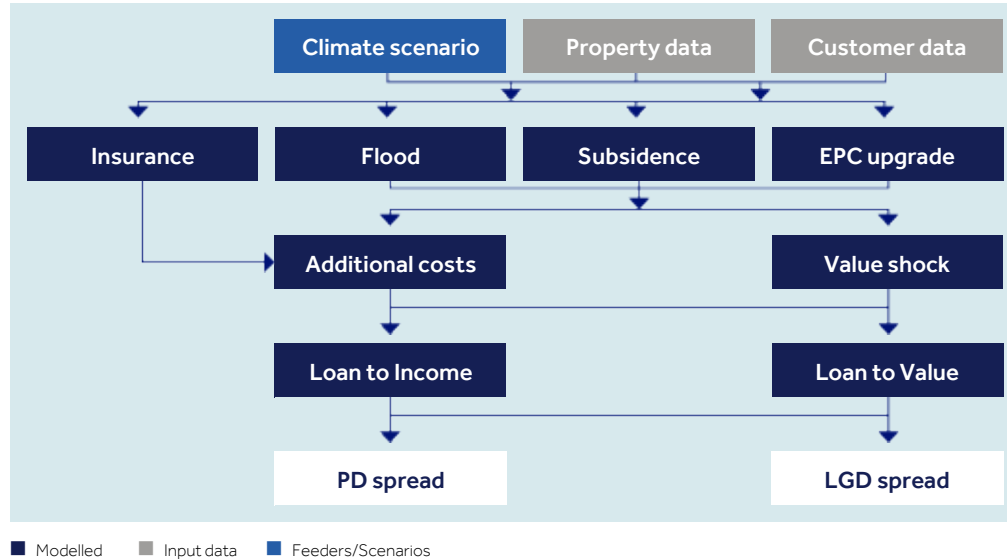 Climate scenario
Property data
Customer data
Insurance
Flood
Subsidence
EPC upgrade
Additional costs
Value shock
Loan to Income
Loan to Value
PD spread
LGD spread
Modelled
Input data
Feeders/Scenarios